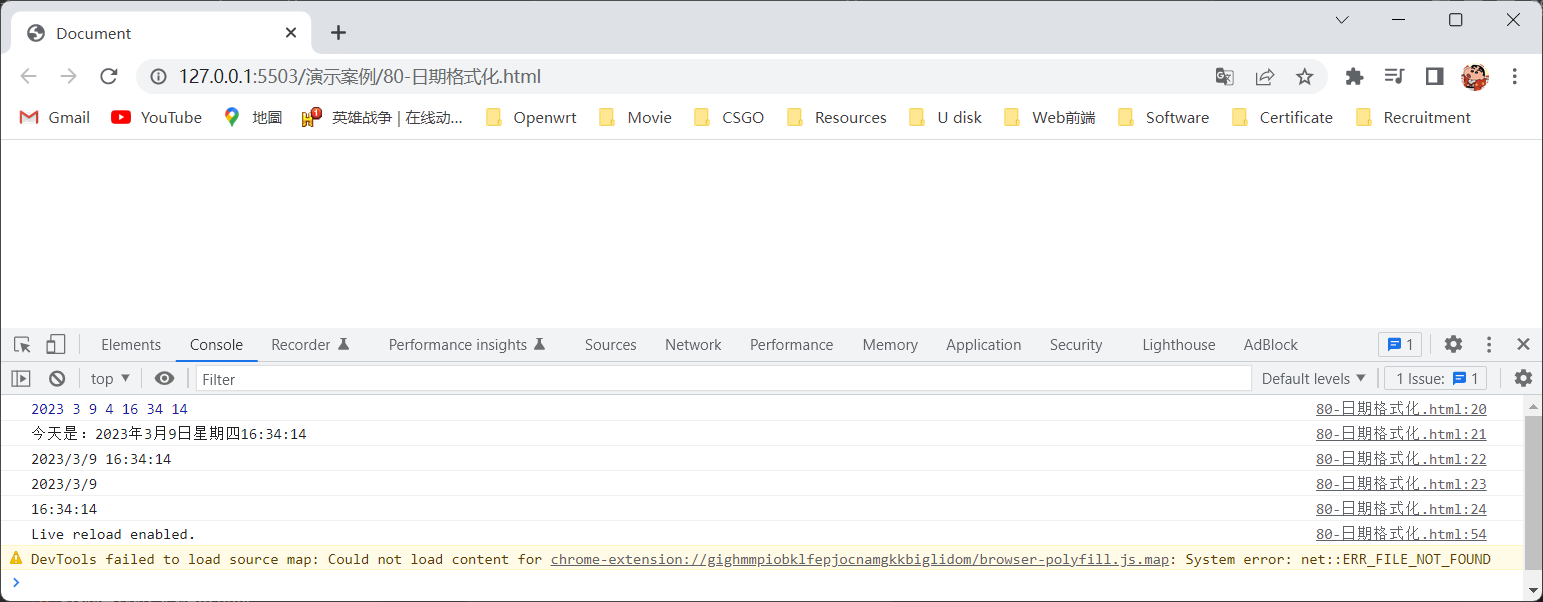 Document
127.0.0.1:5503/演示案例/80-日期格式化.html
Gmail YouTube 地圖 1 英雄战争 | 在线动... Openwrt Movie CSGO Resources U disk Web前端 Software Certificate Recruitment
Elements Console Recorder Performance insights Sources Network Performance Memory Application Security Lighthouse AdBlock 1
top Filter Default levels 1 Issue: 1
2023 3 9 4 16 34 14 80-日期格式化.html:20
今天是：2023年3月9日星期四16:34:14 80-日期格式化.html:21
2023/3/9 16:34:14 80-日期格式化.html:22
2023/3/9 80-日期格式化.html:23
16:34:14 80-日期格式化.html:24
Live reload enabled. 80-日期格式化.html:54
DevTools failed to load source map: Could not load content for chrome-extension://gighmmpiobklfepjocnamgkkbiglidom/browser-polyfill.js.map: System error: net::ERR_FILE_NOT_FOUND